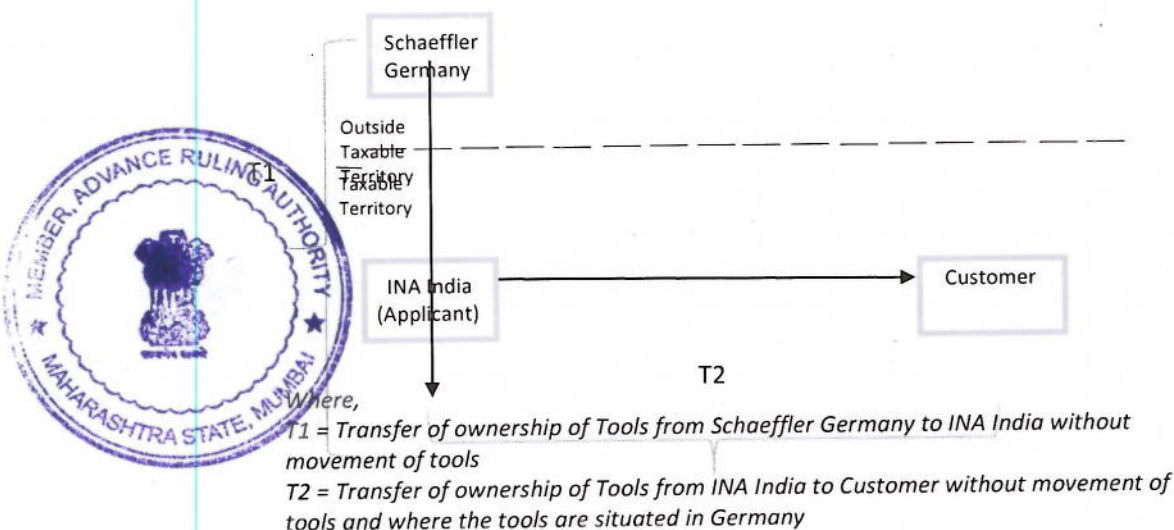 Schaeffler
Germany
Outside
Taxable
Territory
Taxable
Territory
T1
MEMBER, ADVANCE RULING AUTHORITY
MAHARASHTRA STATE, MUMBAI
INA India
(Applicant)
Customer
T2
Where,
T1 = Transfer of ownership of Tools from Schaeffler Germany to INA India without
movement of tools
T2 = Transfer of ownership of Tools from INA India to Customer without movement of
tools and where the tools are situated in Germany